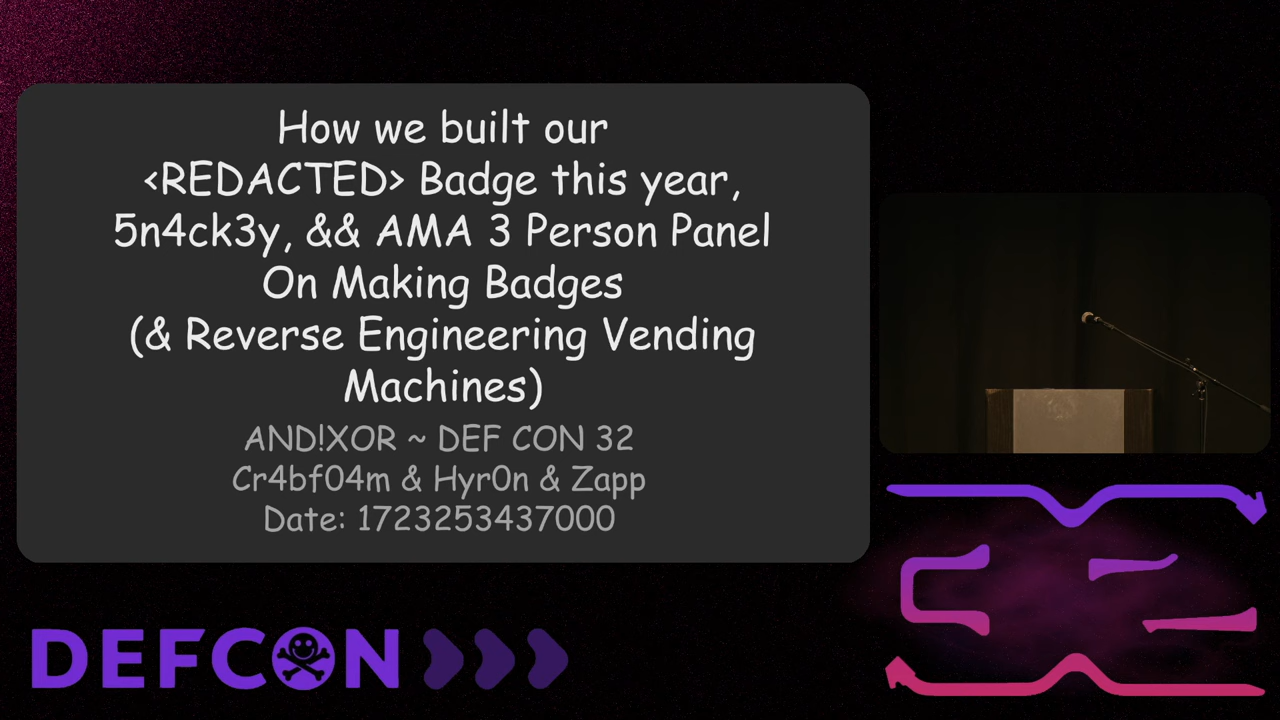 How we built our
<REDACTED> Badge this year,
5n4ck3y, && AMA 3 Person Panel
On Making Badges
(& Reverse Engineering Vending
Machines)
AND!XOR ~ DEF CON 32
Cr4bf04m & Hyr0n & Zapp
Date: 1723253437000
DEFCON